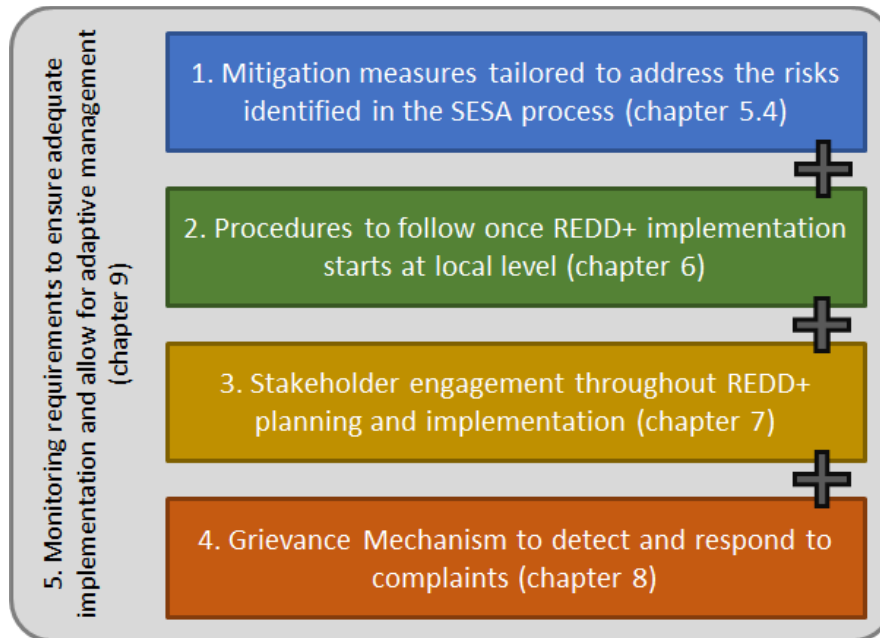 1. Mitigation measures tailored to address the risks
identified in the SESA process (chapter 5.4)
2. Procedures to follow once REDD+ implementation
starts at local level (chapter 6)
3. Stakeholder engagement throughout REDD+
planning and implementation (chapter 7)
4. Grievance Mechanism to detect and respond to
complaints (chapter 8)
5. Monitoring requirements to ensure adequate
implementation and allow for adaptive management
(chapter 9)